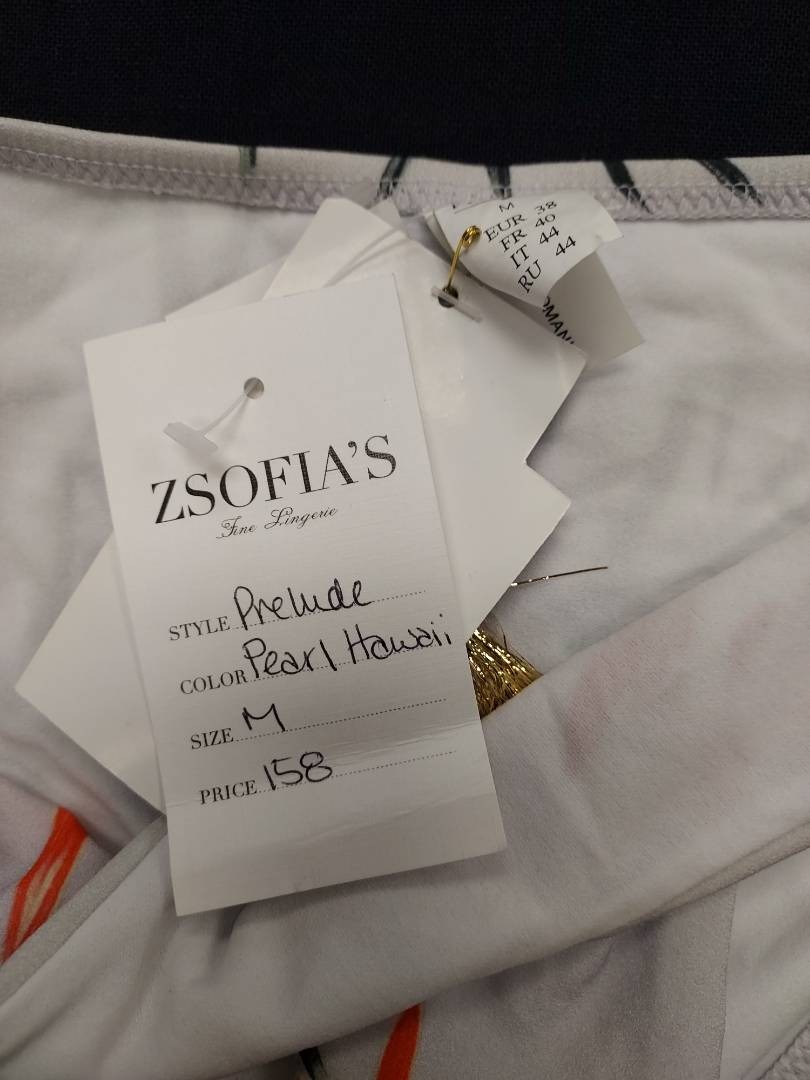 M
EUR 38
FR 40
IT 44
RU 44
ZSOFIA'S
Fine Lingerie
STYLE Prelude
COLOR Pearl Hawaii
SIZE M
PRICE 158